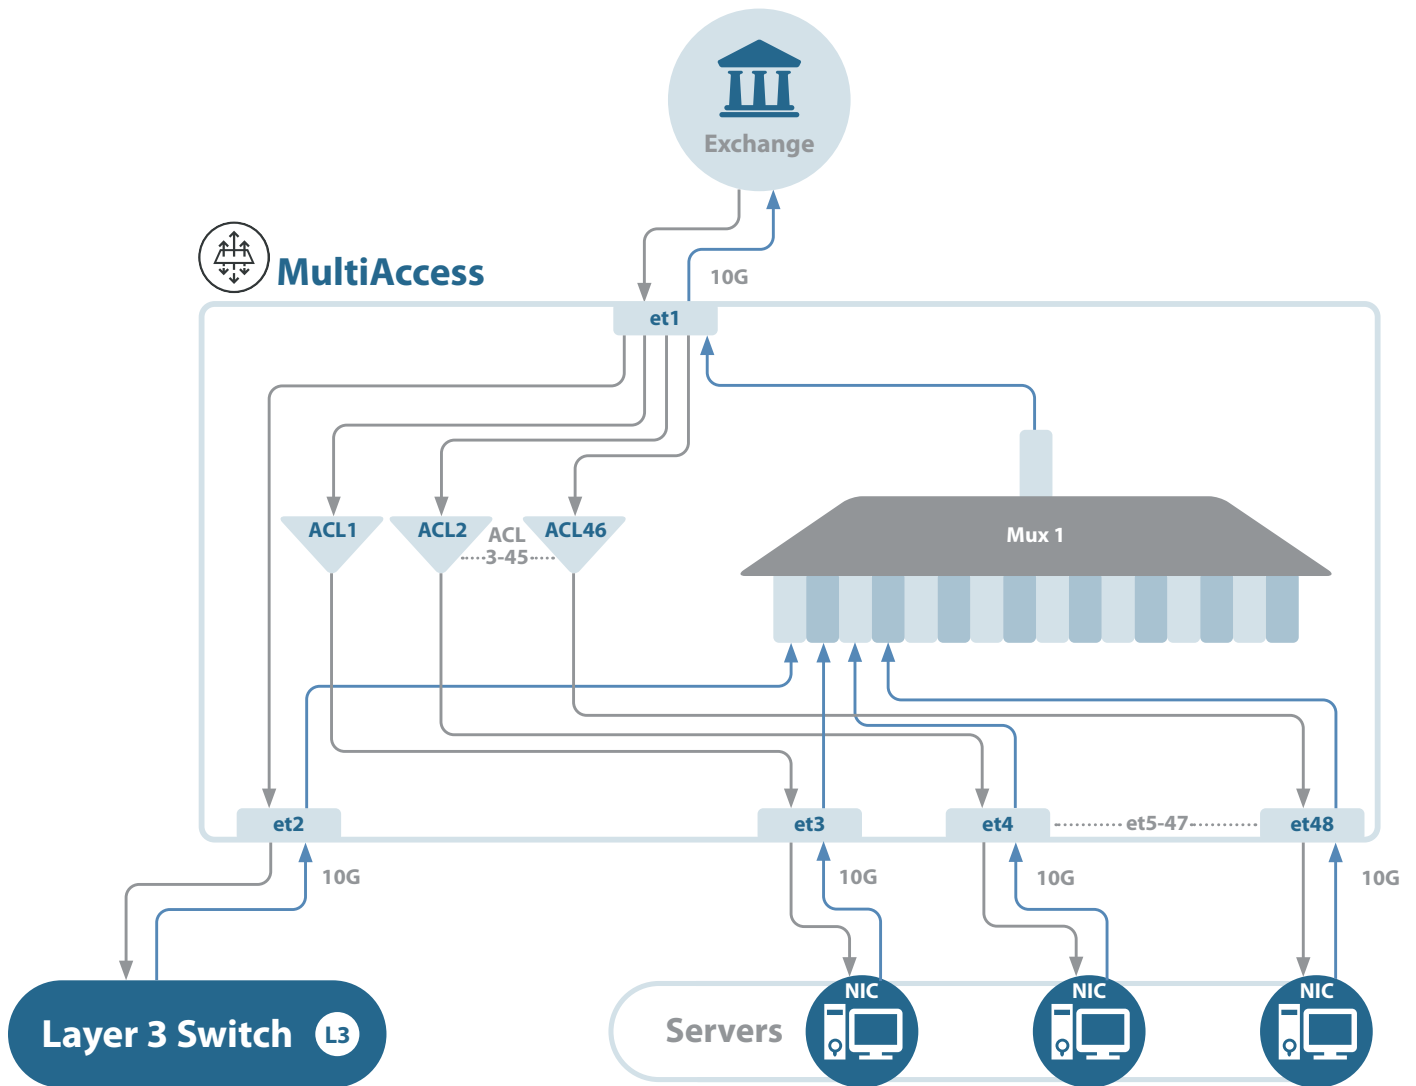 Exchange
MultiAccess
10G
et1
ACL1
ACL2
ACL
3-45
ACL46
Mux 1
et2
et3
et4
et5-47
et48
10G
10G
10G
10G
Layer 3 Switch
L3
Servers
NIC
NIC
NIC